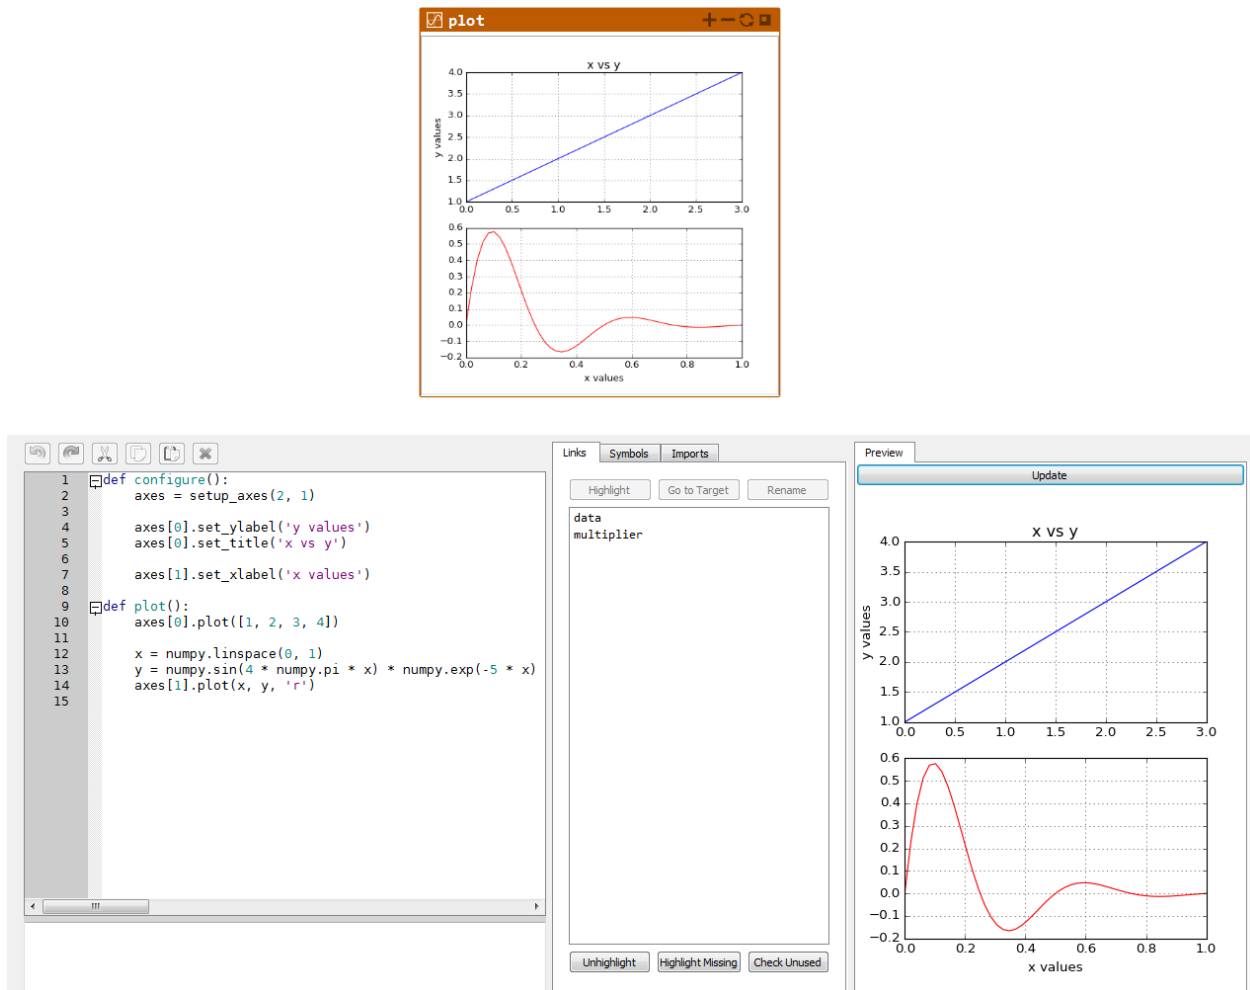 plot
x vs y
4.0
3.5
3.0
2.5
2.0
1.5
1.0
y values
0.0 0.5 1.0 1.5 2.0 2.5 3.0
0.6
0.5
0.4
0.3
0.2
0.1
0.0
−0.1
−0.2
0.0 0.2 0.4 0.6 0.8 1.0
x values
1 def configure():
2     axes = setup_axes(2, 1)
3
4     axes[0].set_ylabel('y values')
5     axes[0].set_title('x vs y')
6
7     axes[1].set_xlabel('x values')
8
9 def plot():
10     axes[0].plot([1, 2, 3, 4])
11
12     x = numpy.linspace(0, 1)
13     y = numpy.sin(4 * numpy.pi * x) * numpy.exp(-5 * x)
14     axes[1].plot(x, y, 'r')
15
Links Symbols Imports
Highlight Go to Target Rename
data
multiplier
Unhighlight Highlight Missing Check Unused
Preview
Update
x vs y
4.0
3.5
3.0
2.5
2.0
1.5
1.0
y values
0.0 0.5 1.0 1.5 2.0 2.5 3.0
0.6
0.5
0.4
0.3
0.2
0.1
0.0
−0.1
−0.2
0.0 0.2 0.4 0.6 0.8 1.0
x values